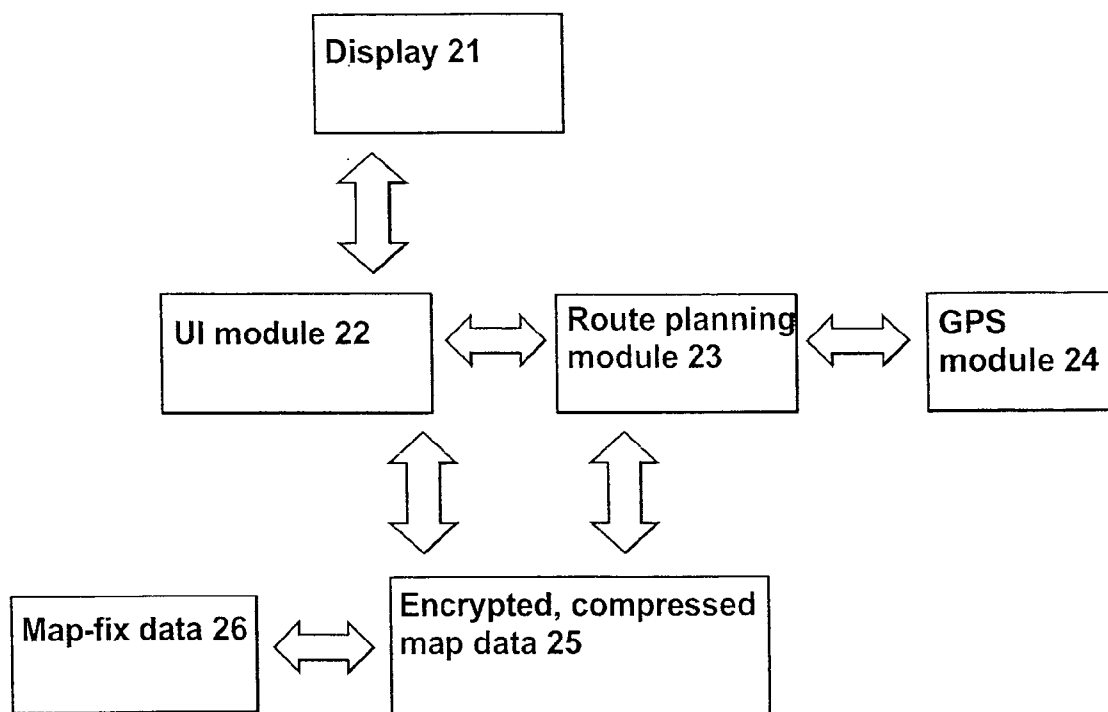 Display 21
UI module 22
Route planning
module 23
GPS
module 24
Map-fix data 26
Encrypted, compressed
map data 25